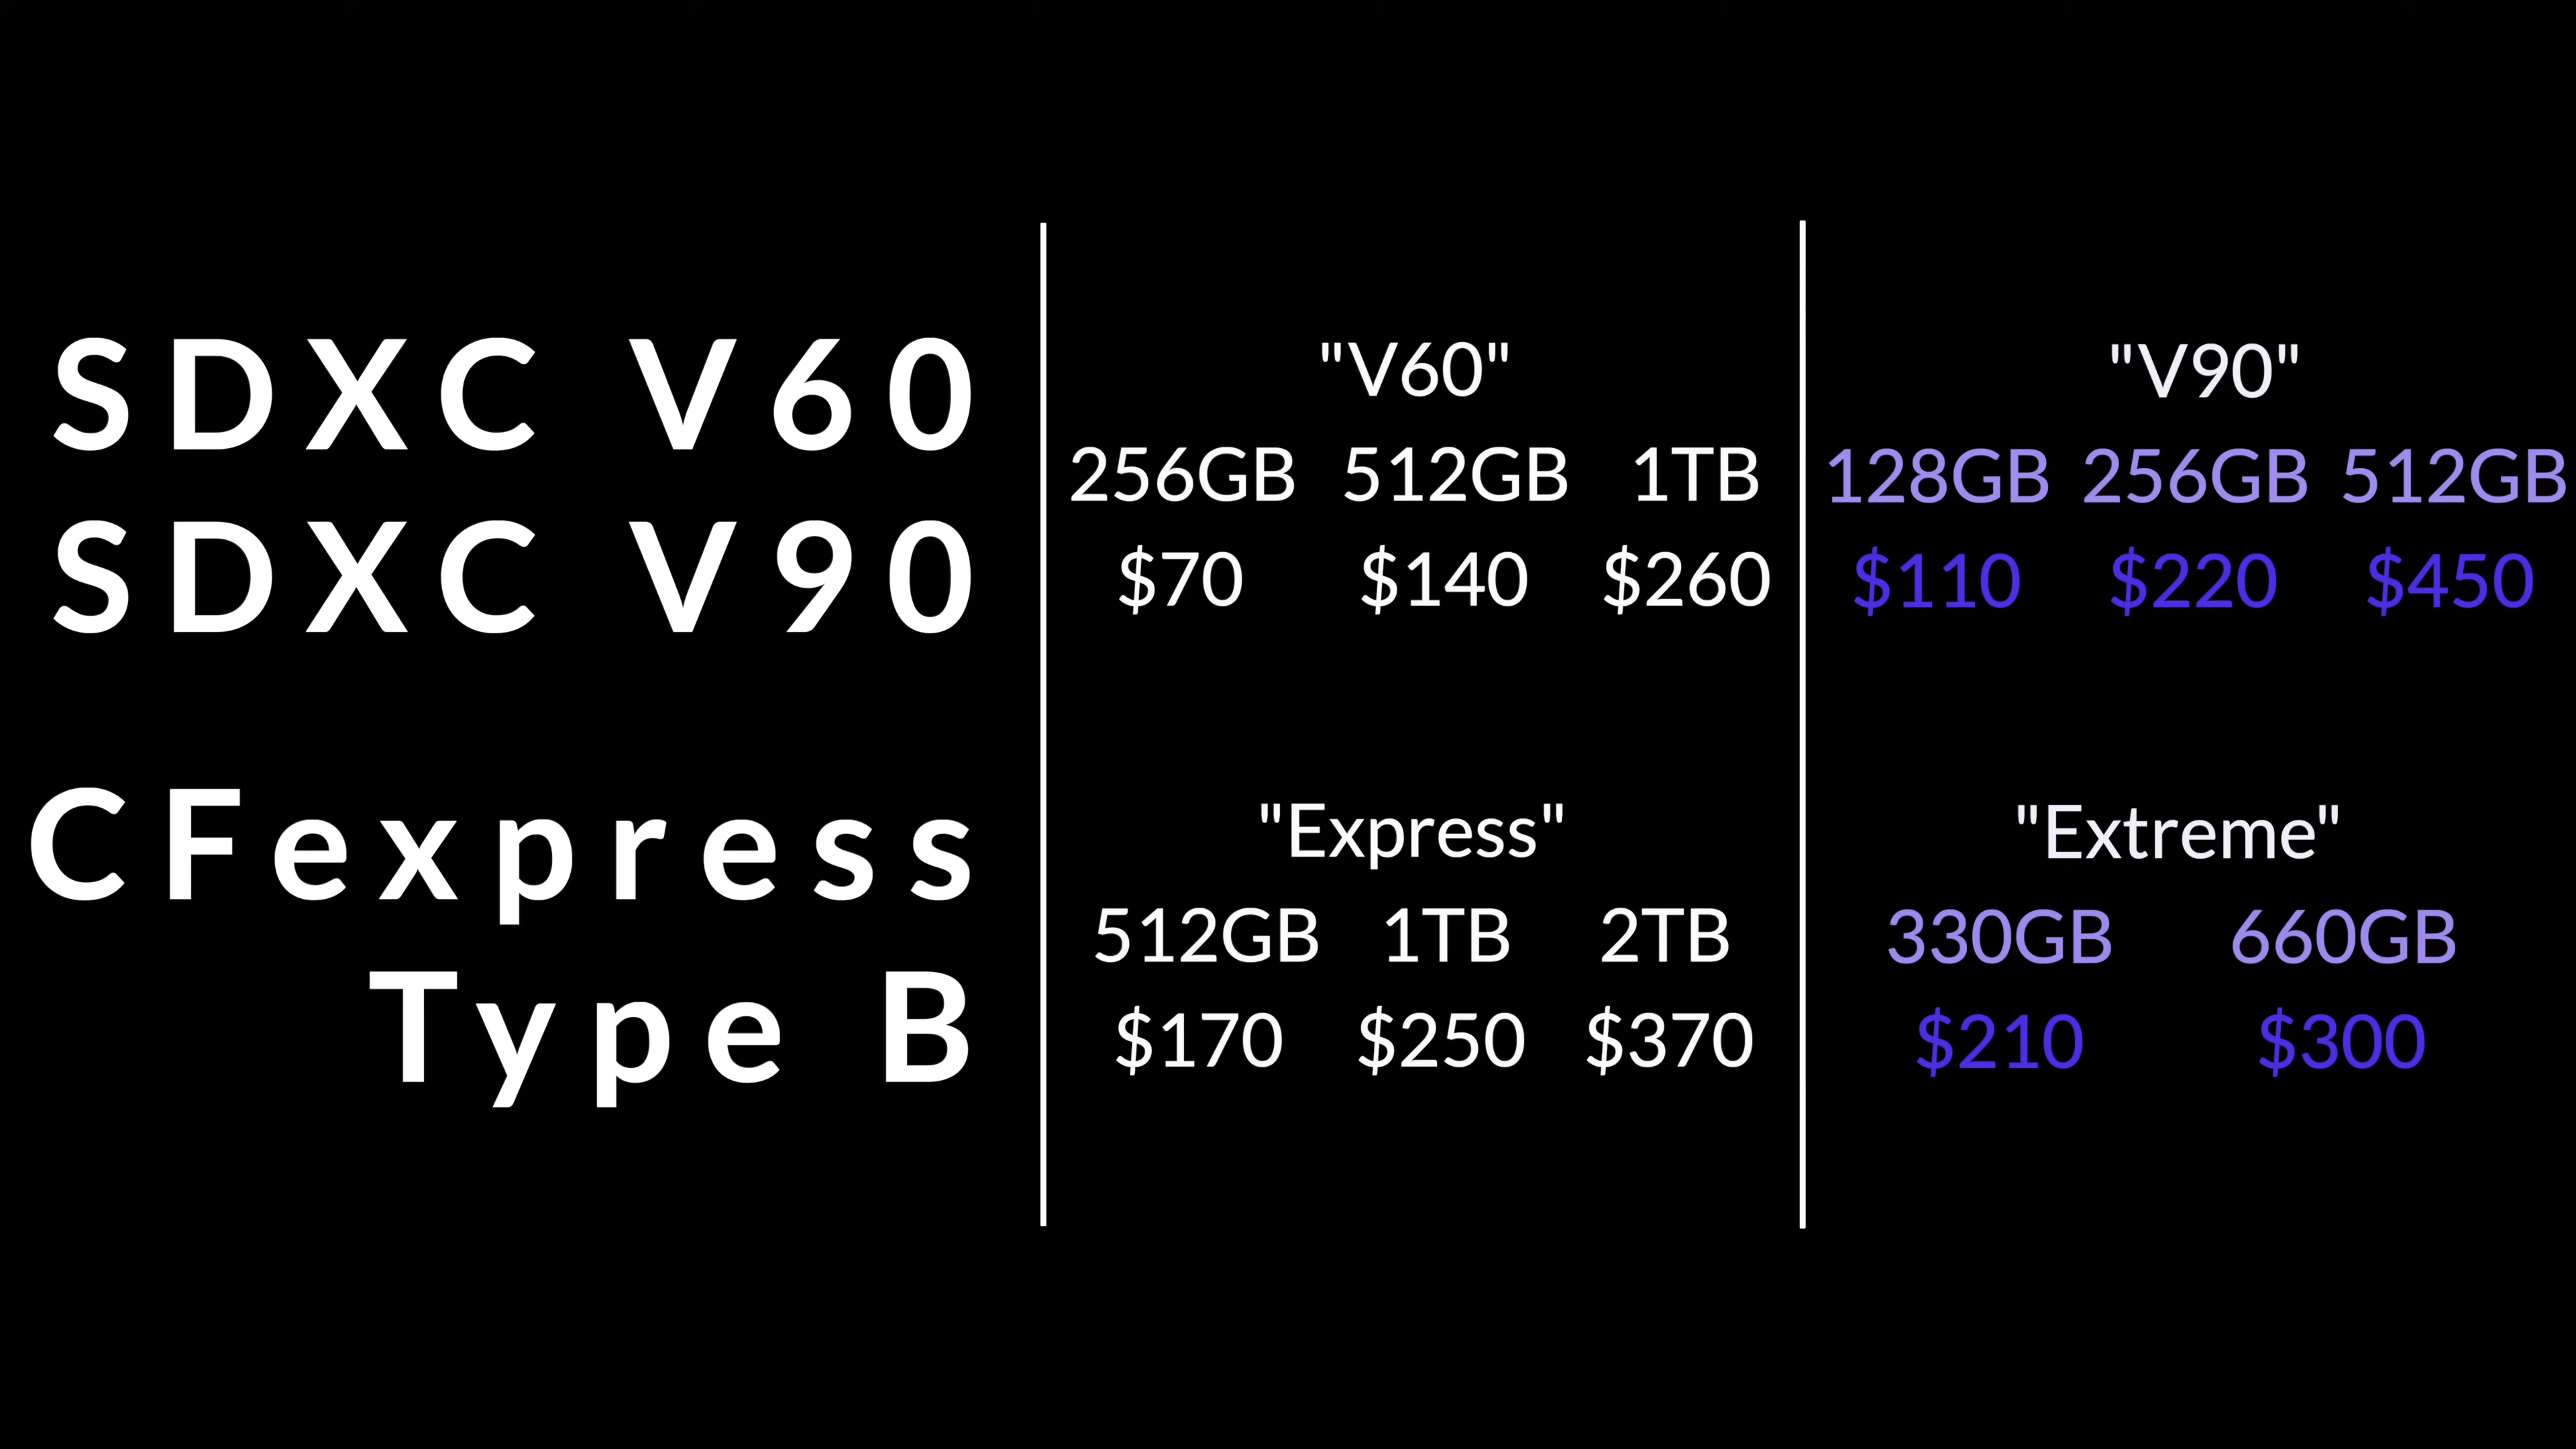 SDXC V60
SDXC V90
"V60"
256GB 512GB 1TB
$70 $140 $260
"V90"
128GB 256GB 512GB
$110 $220 $450
CFexpress
Type B
"Express"
512GB 1TB 2TB
$170 $250 $370
"Extreme"
330GB 660GB
$210 $300